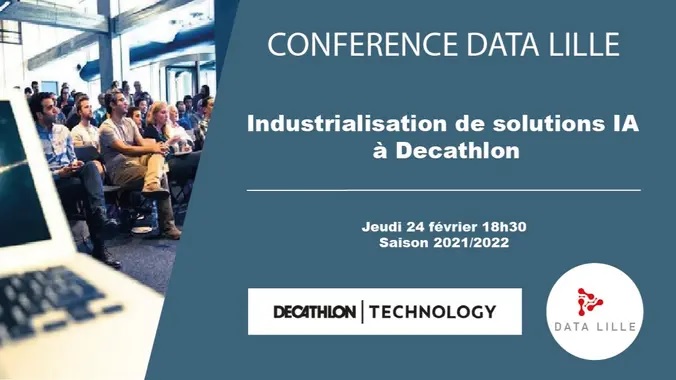 CONFERENCE DATA LILLE
Industrialisation de solutions IA
à Decathlon
Jeudi 24 février 18h30
Saison 2021/2022
DECATHLON | TECHNOLOGY
DATA LILLE